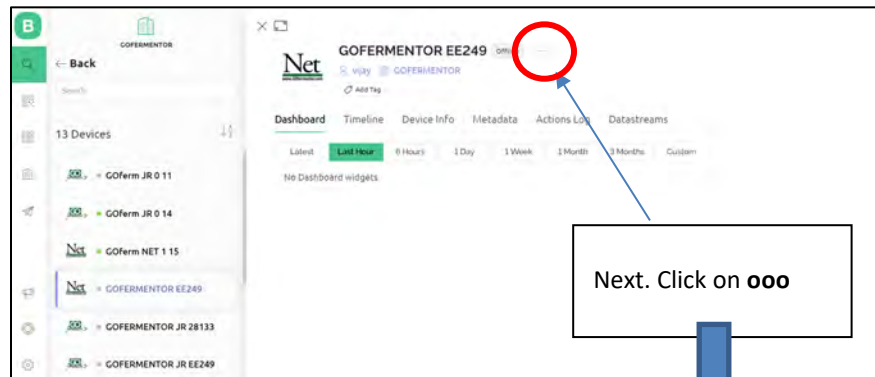 B
GOFERMENTOR
← Back
Search
13 Devices
GOferm JR 0 11
GOferm JR 0 14
Net GOferm NET 1 15
Net GOFERMENTOR EE249
GOFERMENTOR JR 28133
GOFERMENTOR JR EE249
Net
GOFERMENTOR EE249
vijay GOFERMENTOR
Add Tag
Dashboard Timeline Device Info Metadata Actions Log Datastreams
Latest Last Hour 6 Hours 1 Day 1 Week 1 Month 3 Months Custom
No Dashboard widgets
Next. Click on ooo